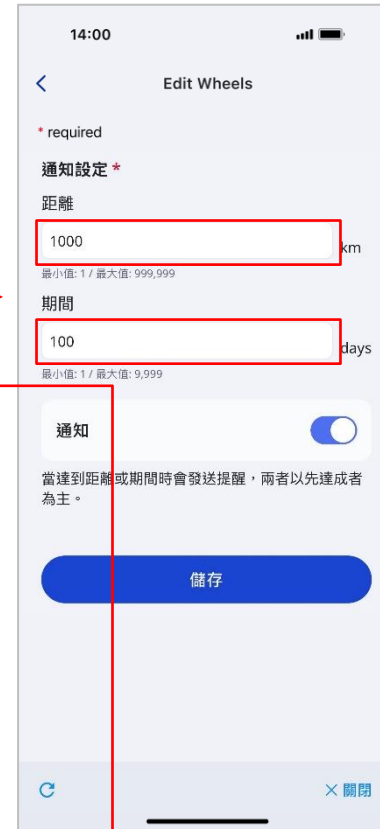 14:00
Edit Wheels
* required
通知設定 *
距離
1000
km
最小值: 1 / 最大值: 999,999
期間
100
days
最小值: 1 / 最大值: 9,999
通知
當達到距離或期間時會發送提醒，兩者以先達成者
為主。
儲存
關閉